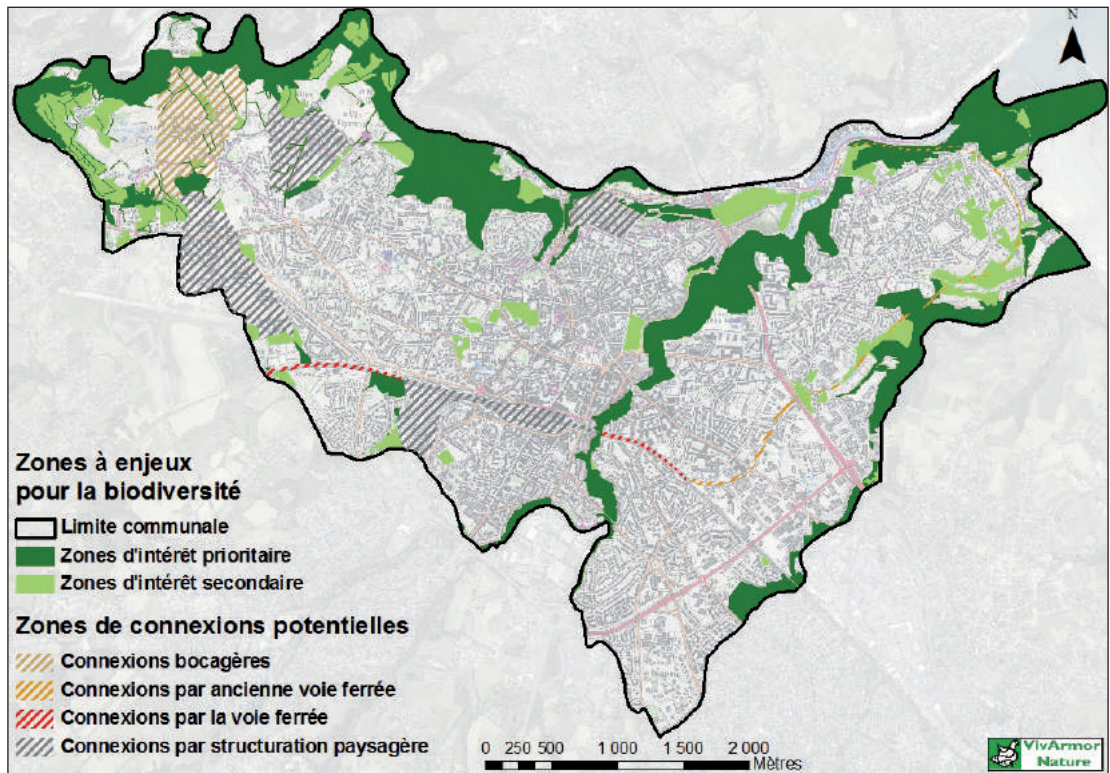 N
Zones à enjeux
pour la biodiversité
Limite communale
Zones d'intérêt prioritaire
Zones d'intérêt secondaire
Zones de connexions potentielles
Connexions bocagères
Connexions par ancienne voie ferrée
Connexions par la voie ferrée
Connexions par structuration paysagère
0 250 500 1 000 1 500 2 000
Mètres
VivArmor
Nature